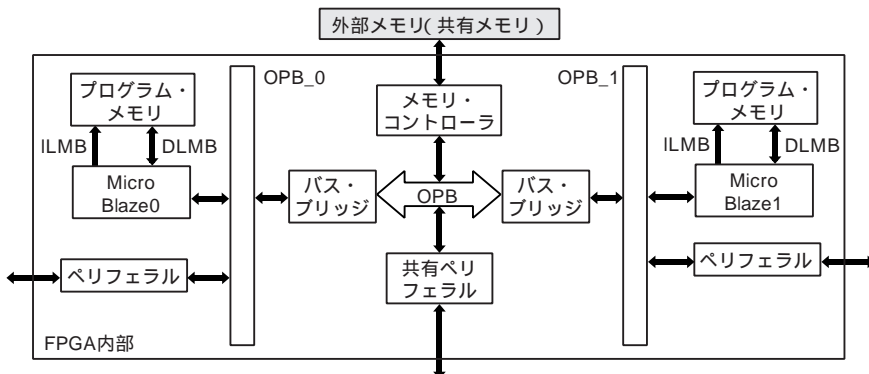 外部メモリ(共有メモリ)
OPB_0
OPB_1
プログラム・
メモリ
ILMB
DLMB
Micro
Blaze0
ペリフェラル
バス・
ブリッジ
メモリ・
コントローラ
OPB
共有ペリ
フェラル
バス・
ブリッジ
プログラム・
メモリ
ILMB
DLMB
Micro
Blaze1
ペリフェラル
FPGA内部